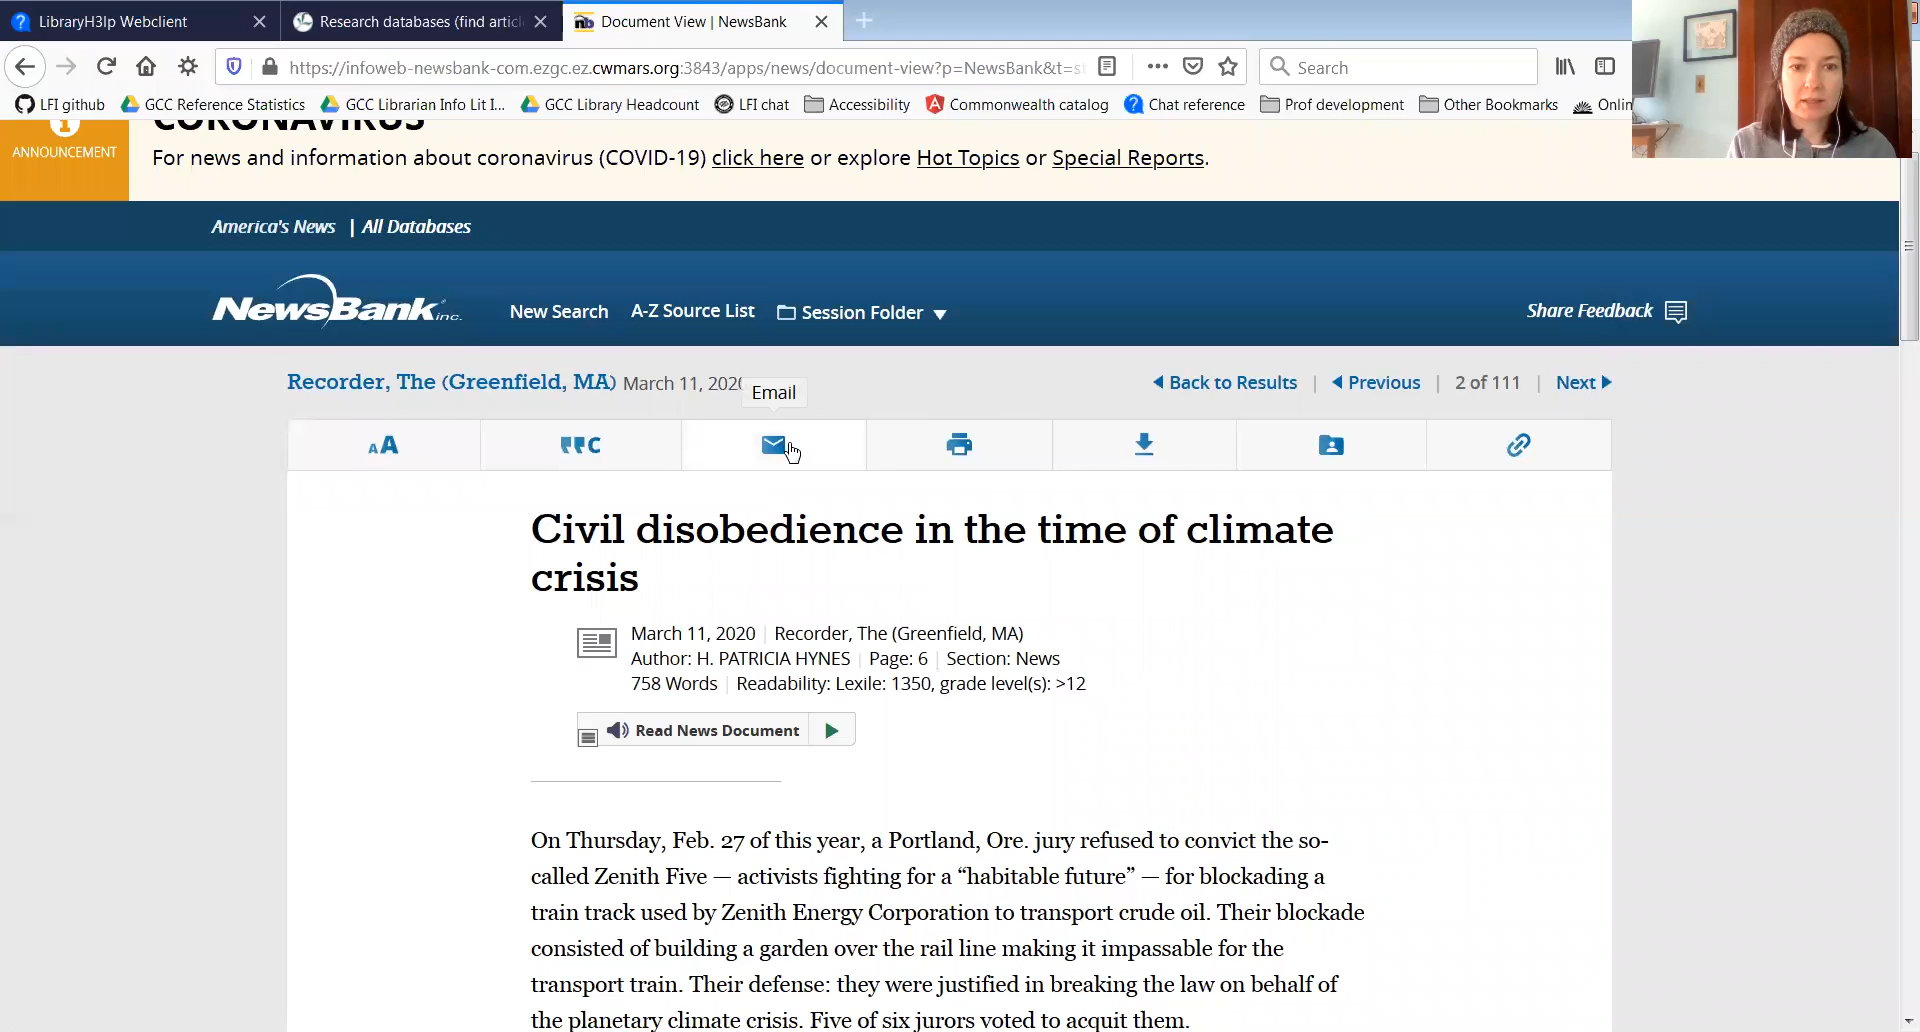 LibraryH3lp Webclient
Research databases (find artic
Document View | NewsBank
https://infoweb-newsbank-com.ezgc.ez.cwmars.org:3843/apps/news/document-view?p=NewsBank&t=s
Search
LFI github
GCC Reference Statistics
GCC Librarian Info Lit I...
GCC Library Headcount
LFI chat
Accessibility
Commonwealth catalog
Chat reference
Prof development
Other Bookmarks
Onlin
CORONAVIRUS
ANNOUNCEMENT
For news and information about coronavirus (COVID-19) click here or explore Hot Topics or Special Reports.
America's News | All Databases
NewsBank inc.
New Search
A-Z Source List
Session Folder
Share Feedback
Recorder, The (Greenfield, MA) March 11, 2020
Back to Results | Previous | 2 of 111 | Next
Email
AA
C
Civil disobedience in the time of climate
crisis
March 11, 2020 | Recorder, The (Greenfield, MA)
Author: H. PATRICIA HYNES | Page: 6 | Section: News
758 Words | Readability: Lexile: 1350, grade level(s): >12
Read News Document
On Thursday, Feb. 27 of this year, a Portland, Ore. jury refused to convict the so-
called Zenith Five — activists fighting for a “habitable future” — for blockading a
train track used by Zenith Energy Corporation to transport crude oil. Their blockade
consisted of building a garden over the rail line making it impassable for the
transport train. Their defense: they were justified in breaking the law on behalf of
the planetary climate crisis. Five of six jurors voted to acquit them.